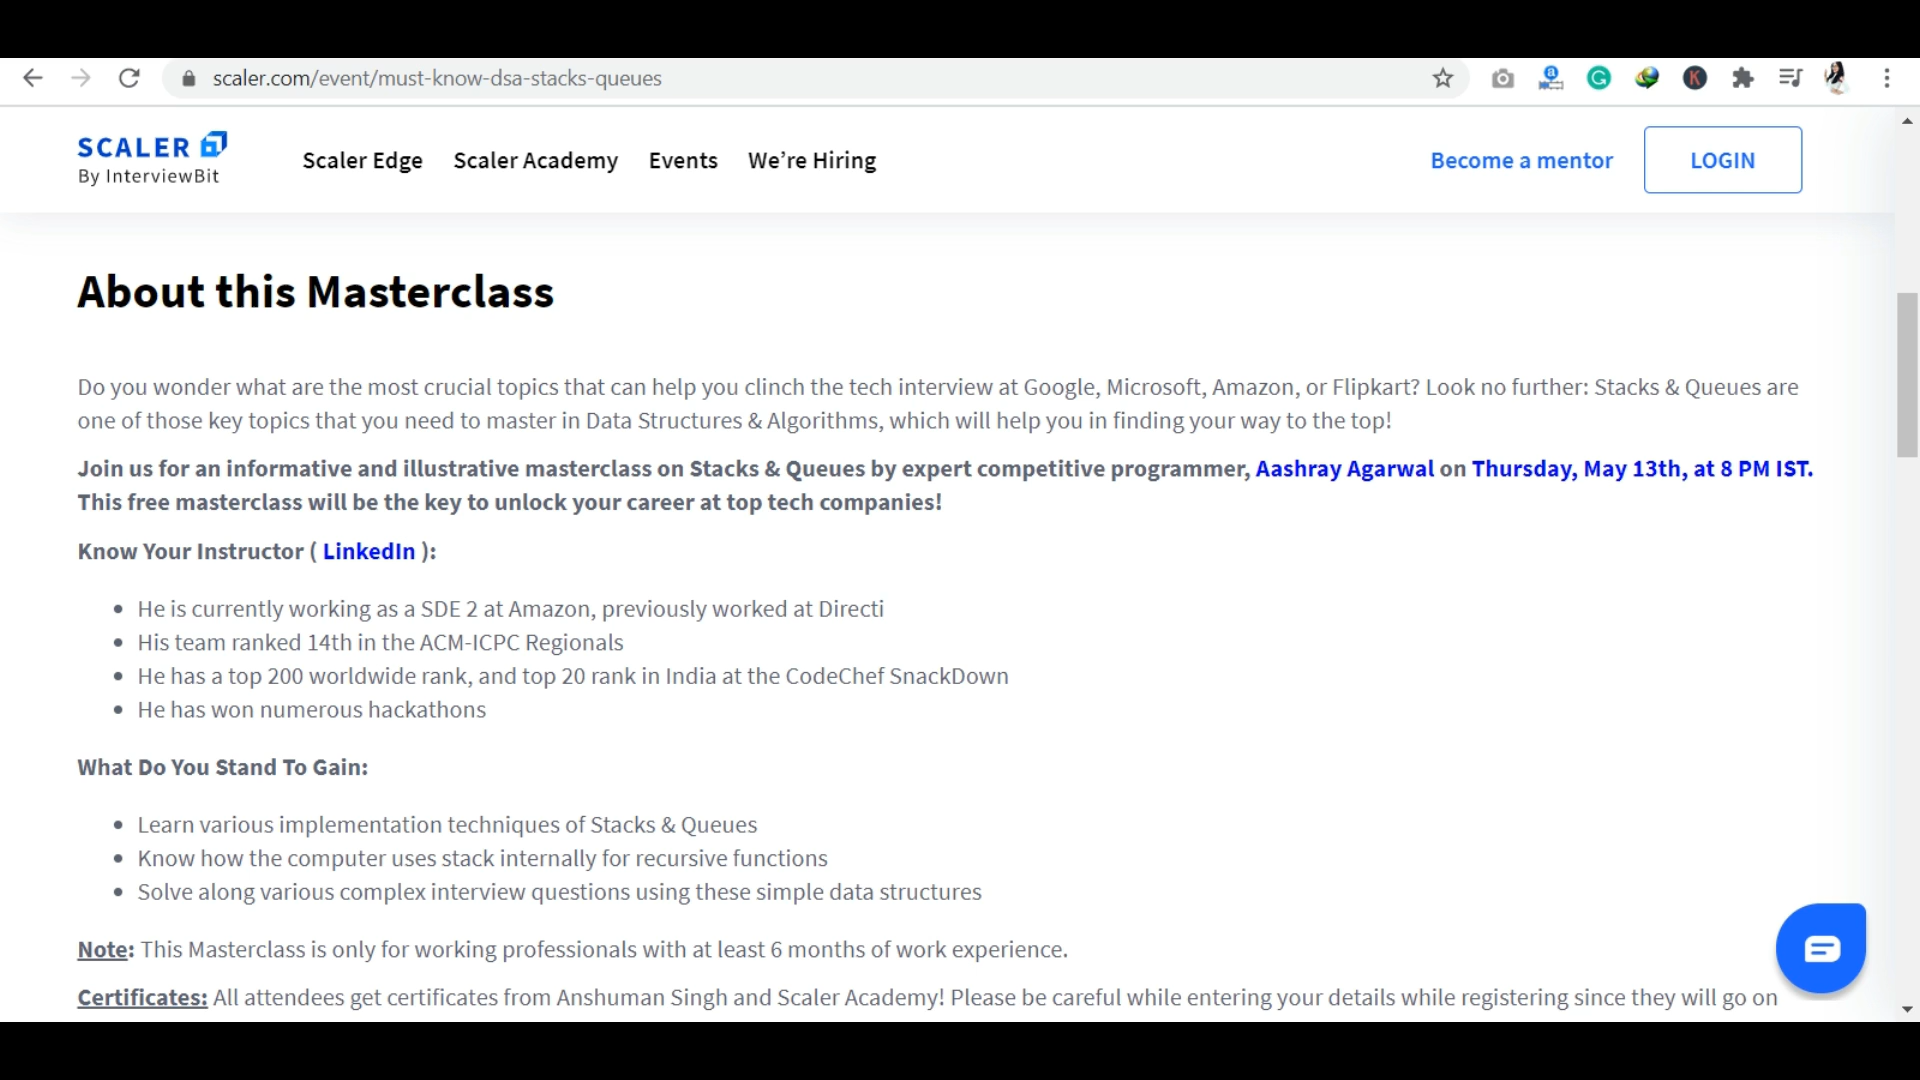 scaler.com/event/must-know-dsa-stacks-queues
SCALER
By InterviewBit
Scaler Edge Scaler Academy Events We’re Hiring
Become a mentor LOGIN
About this Masterclass
Do you wonder what are the most crucial topics that can help you clinch the tech interview at Google, Microsoft, Amazon, or Flipkart? Look no further: Stacks & Queues are
one of those key topics that you need to master in Data Structures & Algorithms, which will help you in finding your way to the top!
Join us for an informative and illustrative masterclass on Stacks & Queues by expert competitive programmer, Aashray Agarwal on Thursday, May 13th, at 8 PM IST.
This free masterclass will be the key to unlock your career at top tech companies!
Know Your Instructor ( LinkedIn ):
He is currently working as a SDE 2 at Amazon, previously worked at Directi
His team ranked 14th in the ACM-ICPC Regionals
He has a top 200 worldwide rank, and top 20 rank in India at the CodeChef SnackDown
He has won numerous hackathons
What Do You Stand To Gain:
Learn various implementation techniques of Stacks & Queues
Know how the computer uses stack internally for recursive functions
Solve along various complex interview questions using these simple data structures
Note: This Masterclass is only for working professionals with at least 6 months of work experience.
Certificates: All attendees get certificates from Anshuman Singh and Scaler Academy! Please be careful while entering your details while registering since they will go on